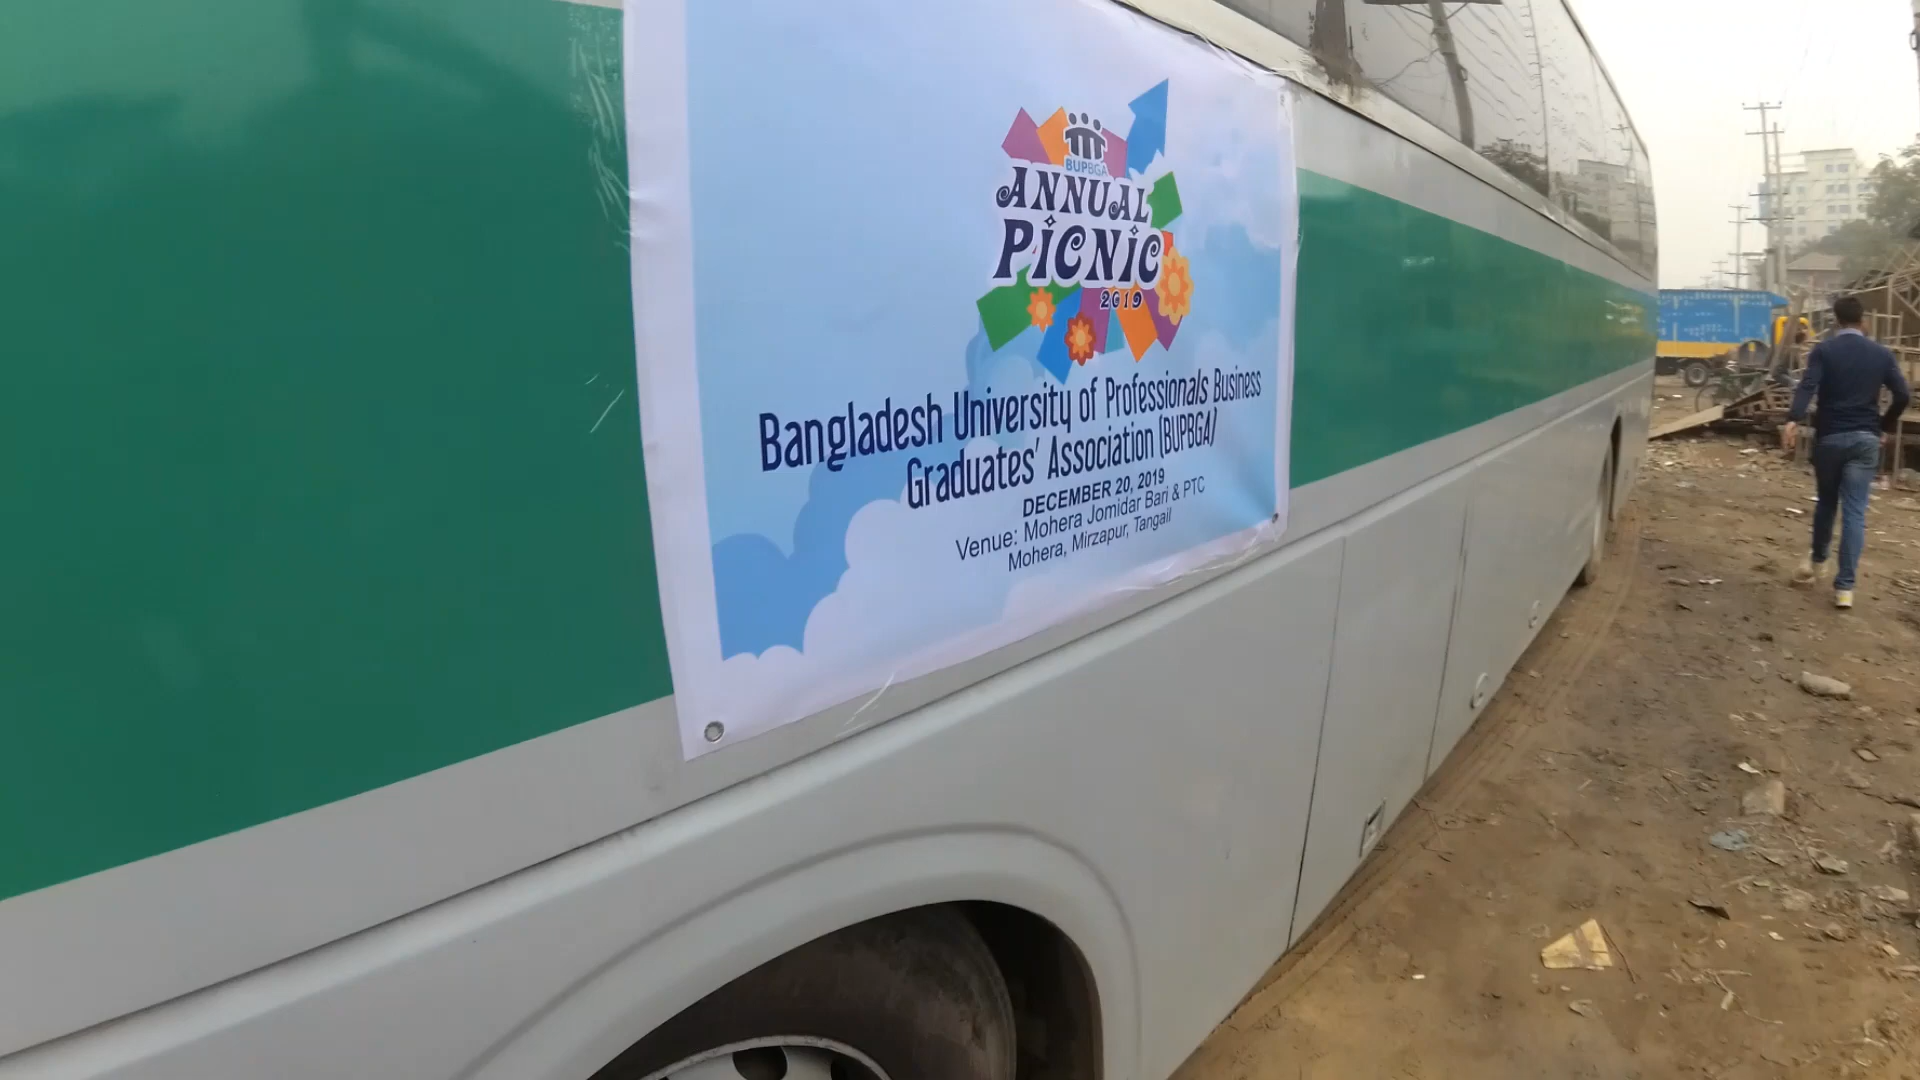 BUPBGA
ANNUAL
PICNIC
2019
Bangladesh University of Professionals Business
Graduates' Association (BUPBGA)
DECEMBER 20, 2019
Venue: Mohera Jomidar Bari & PTC
Mohera, Mirzapur, Tangail